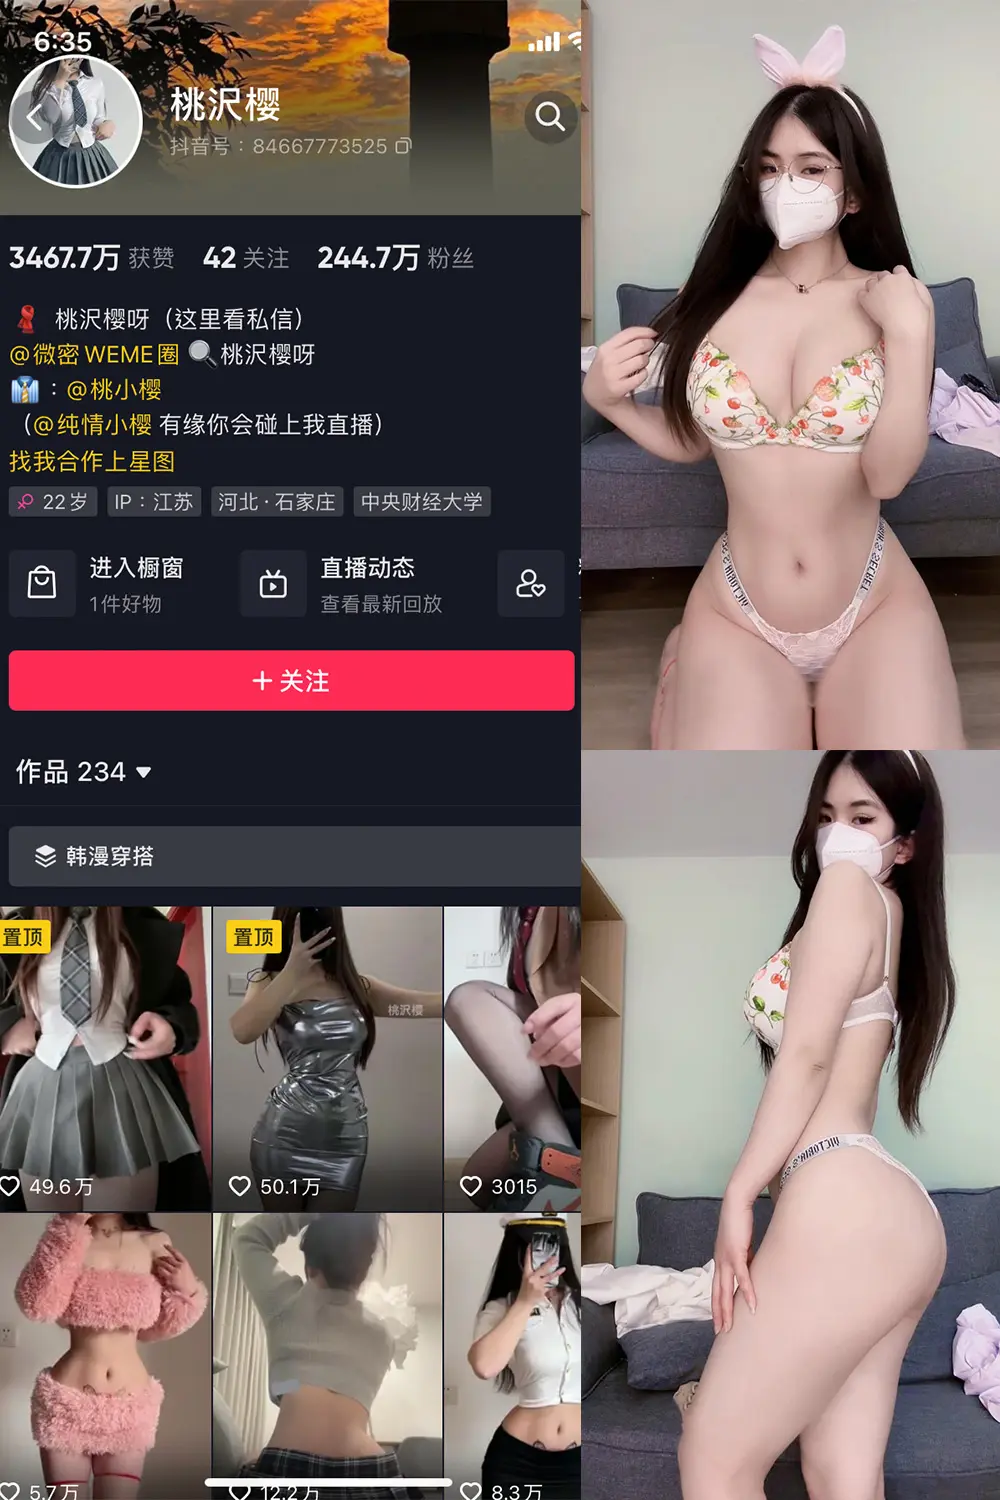 6:35
桃沢樱
抖音号：84667773525
3467.7万 获赞 42 关注 244.7万 粉丝
桃沢樱呀（这里看私信）
@微密WEME圈 桃沢樱呀
：@桃小樱
（@纯情小樱 有缘你会碰上我直播）
找我合作上星图
22岁 IP：江苏 河北·石家庄 中央财经大学
进入橱窗 直播动态
1件好物 查看最新回放
+关注
作品 234
韩漫穿搭
置顶 置顶
桃沢樱
49.6万 50.1万 3015
5.7万 12.2万 8.3万
VICTORIA'S SECRET
VICTORIA'S